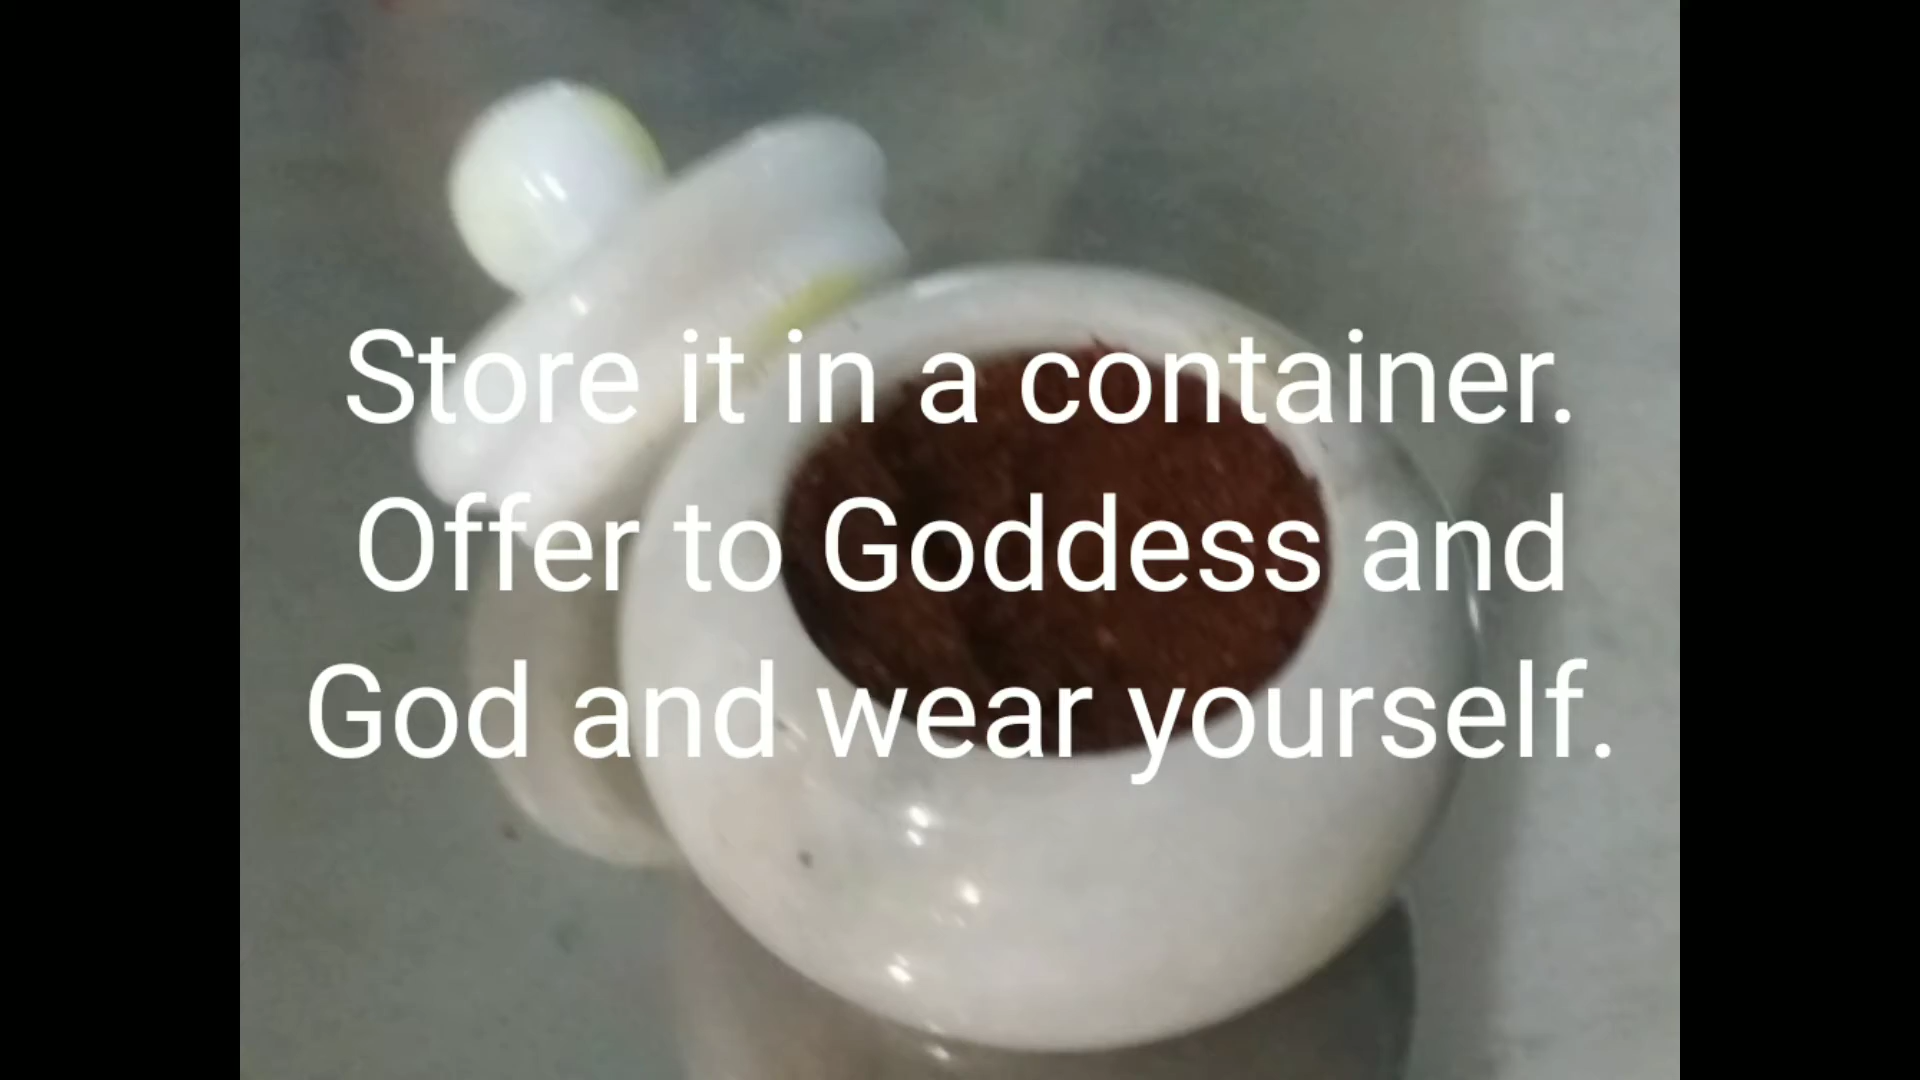 Store it in a container.
Offer to Goddess and
God and wear yourself.